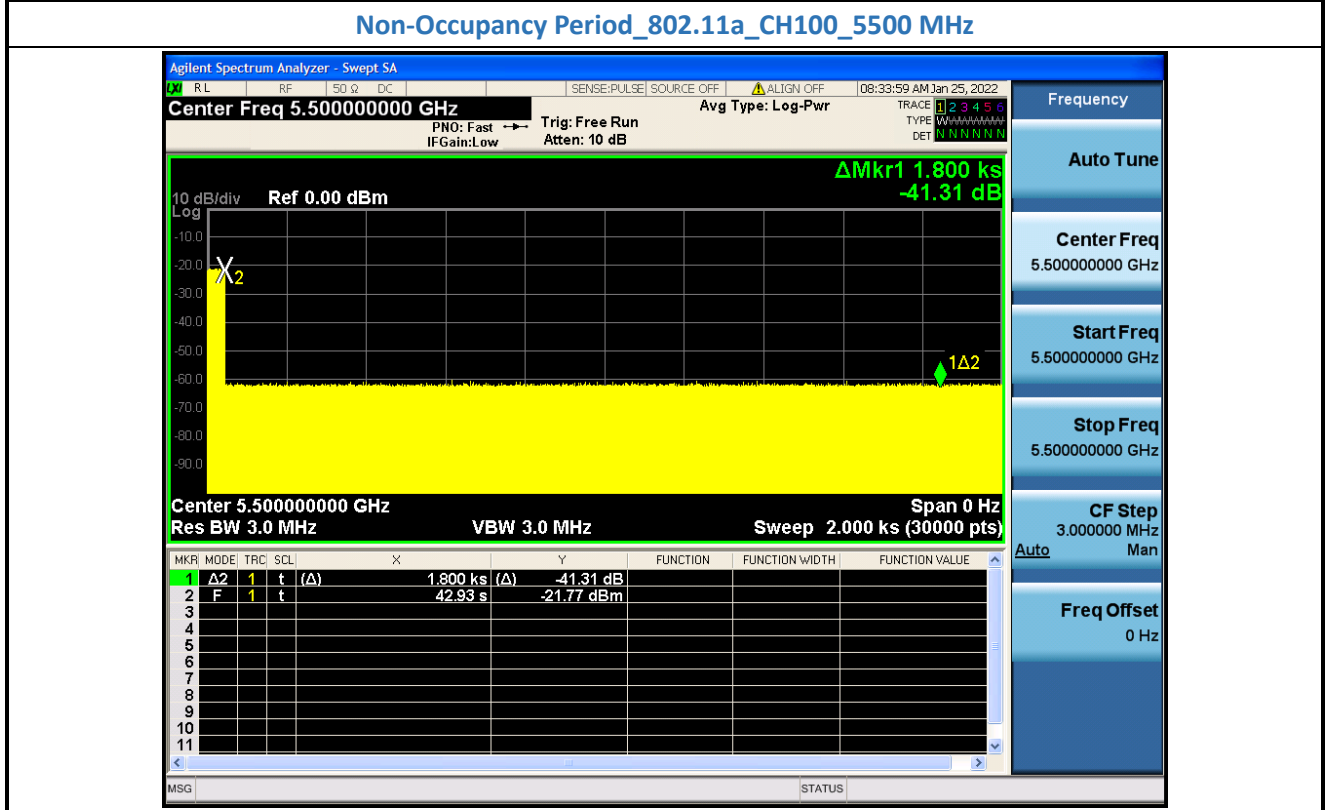 Non-Occupancy Period_802.11a_CH100_5500 MHz
Agilent Spectrum Analyzer - Swept SA
LXI RL RF 50 Ω DC SENSE:PULSE SOURCE OFF ALIGN OFF 08:33:59 AM Jan 25, 2022
Center Freq 5.500000000 GHz Avg Type: Log-Pwr TRACE 1 2 3 4 5 6
PNO: Fast Trig: Free Run TYPE
IFGain:Low Atten: 10 dB DET N N N N N N
ΔMkr1 1.800 ks
-41.31 dB
10 dB/div Ref 0.00 dBm
Log
-10.0
-20.0
-30.0
-40.0
-50.0
-60.0
-70.0
-80.0
-90.0
X2
1Δ2
Center 5.500000000 GHz Span 0 Hz
Res BW 3.0 MHz VBW 3.0 MHz Sweep 2.000 ks (30000 pts)
MKR MODE TRC SCL X Y FUNCTION FUNCTION WIDTH FUNCTION VALUE
1 Δ2 1 t (Δ) 1.800 ks (Δ) -41.31 dB
2 F 1 t 42.93 s -21.77 dBm
3
4
5
6
7
8
9
10
11
MSG STATUS
Frequency
Auto Tune
Center Freq
5.500000000 GHz
Start Freq
5.500000000 GHz
Stop Freq
5.500000000 GHz
CF Step
3.000000 MHz
Auto Man
Freq Offset
0 Hz